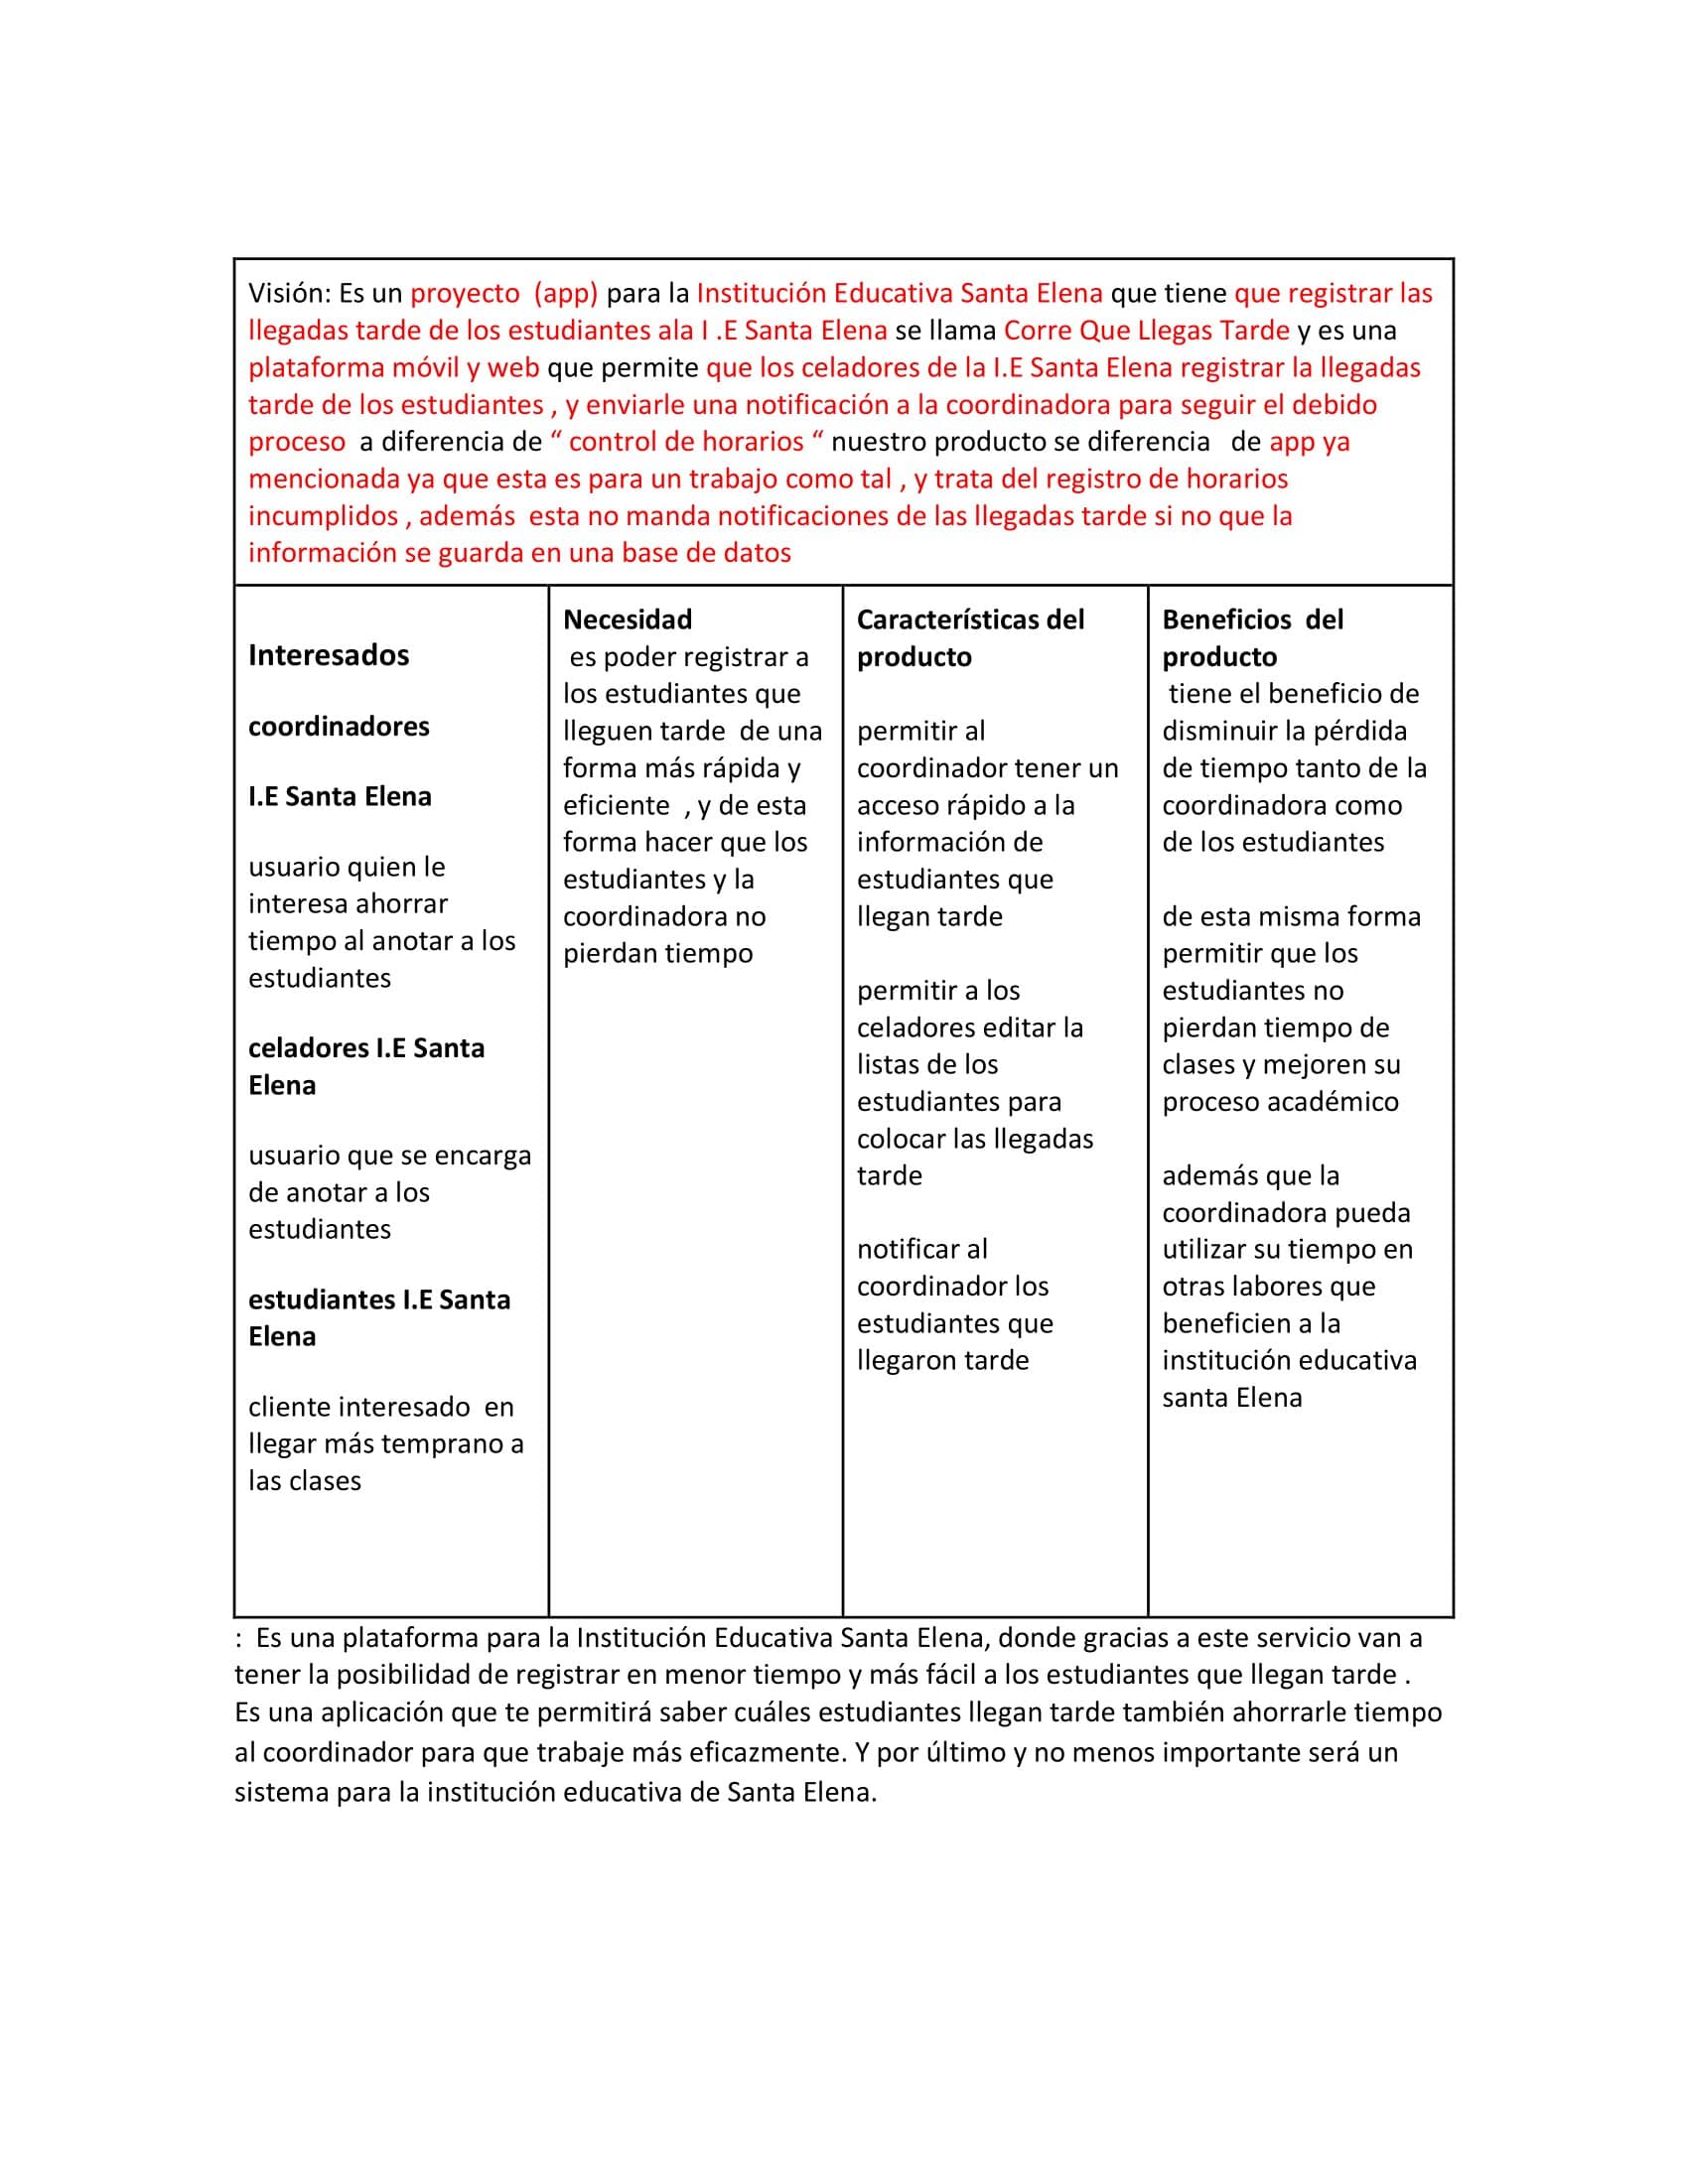 Visión: Es un proyecto  (app) para la Institución Educativa Santa Elena que tiene que registrar las
llegadas tarde de los estudiantes ala I .E Santa Elena se llama Corre Que Llegas Tarde y es una
plataforma móvil y web que permite que los celadores de la I.E Santa Elena registrar la llegadas
tarde de los estudiantes , y enviarle una notificación a la coordinadora para seguir el debido
proceso  a diferencia de “ control de horarios “ nuestro producto se diferencia   de app ya
mencionada ya que esta es para un trabajo como tal , y trata del registro de horarios
incumplidos , además  esta no manda notificaciones de las llegadas tarde si no que la
información se guarda en una base de datos
Interesados
coordinadores
I.E Santa Elena
usuario quien le
interesa ahorrar
tiempo al anotar a los
estudiantes
celadores I.E Santa
Elena
usuario que se encarga
de anotar a los
estudiantes
estudiantes I.E Santa
Elena
cliente interesado  en
llegar más temprano a
las clases
Necesidad
es poder registrar a
los estudiantes que
lleguen tarde  de una
forma más rápida y
eficiente  , y de esta
forma hacer que los
estudiantes y la
coordinadora no
pierdan tiempo
Características del
producto
permitir al
coordinador tener un
acceso rápido a la
información de
estudiantes que
llegan tarde
permitir a los
celadores editar la
listas de los
estudiantes para
colocar las llegadas
tarde
notificar al
coordinador los
estudiantes que
llegaron tarde
Beneficios  del
producto
tiene el beneficio de
disminuir la pérdida
de tiempo tanto de la
coordinadora como
de los estudiantes
de esta misma forma
permitir que los
estudiantes no
pierdan tiempo de
clases y mejoren su
proceso académico
además que la
coordinadora pueda
utilizar su tiempo en
otras labores que
beneficien a la
institución educativa
santa Elena
:  Es una plataforma para la Institución Educativa Santa Elena, donde gracias a este servicio van a
tener la posibilidad de registrar en menor tiempo y más fácil a los estudiantes que llegan tarde .
Es una aplicación que te permitirá saber cuáles estudiantes llegan tarde también ahorrarle tiempo
al coordinador para que trabaje más eficazmente. Y por último y no menos importante será un
sistema para la institución educativa de Santa Elena.